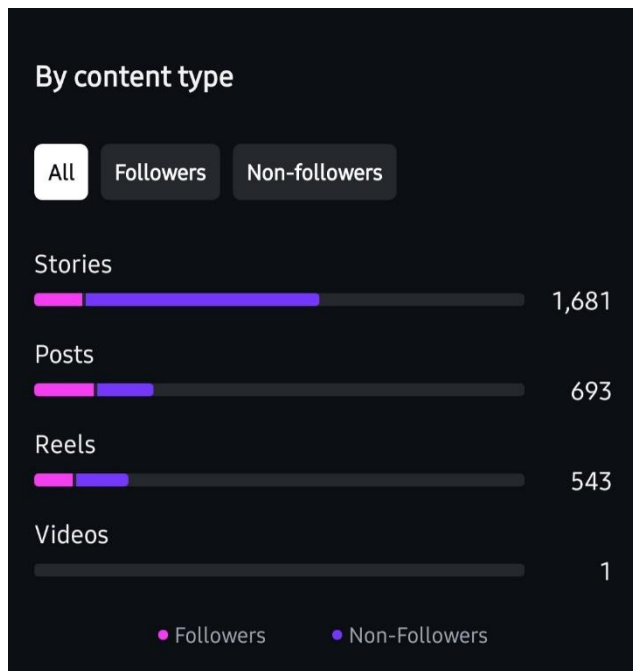 By content type
All Followers Non-followers
Stories
1,681
Posts
693
Reels
543
Videos
1
Followers Non-Followers